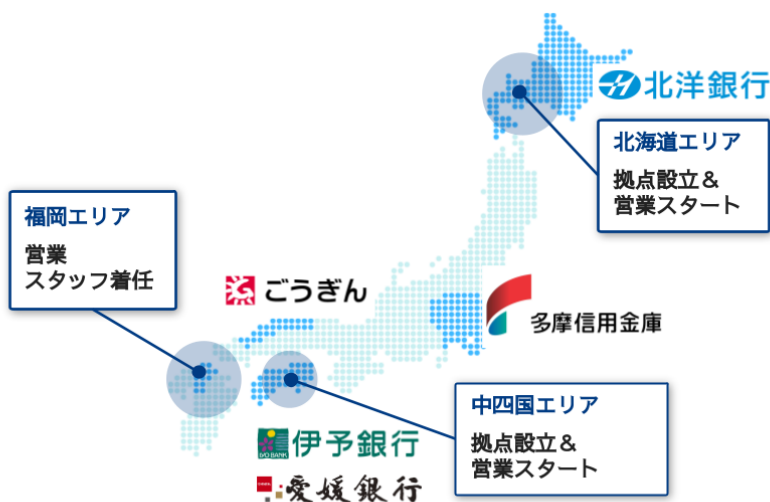 北洋銀行
北海道エリア
拠点設立&
営業スタート
福岡エリア
営業
スタッフ着任
ごうぎん
多摩信用金庫
中四国エリア
拠点設立&
営業スタート
伊予銀行
IYO BANK
愛媛銀行